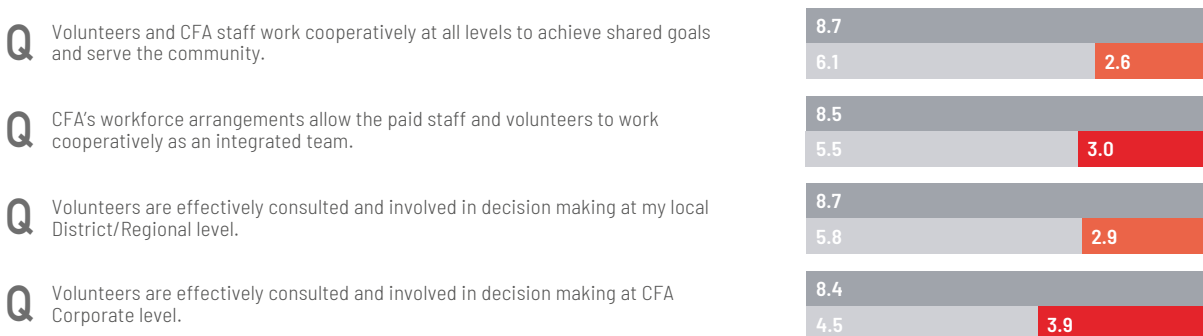 Q
Volunteers and CFA staff work cooperatively at all levels to achieve shared goals
and serve the community.
8.7
6.1
2.6
Q
CFA's workforce arrangements allow the paid staff and volunteers to work
cooperatively as an integrated team.
8.5
5.5
3.0
Q
Volunteers are effectively consulted and involved in decision making at my local
District/Regional level.
8.7
5.8
2.9
Q
Volunteers are effectively consulted and involved in decision making at CFA
Corporate level.
8.4
4.5
3.9